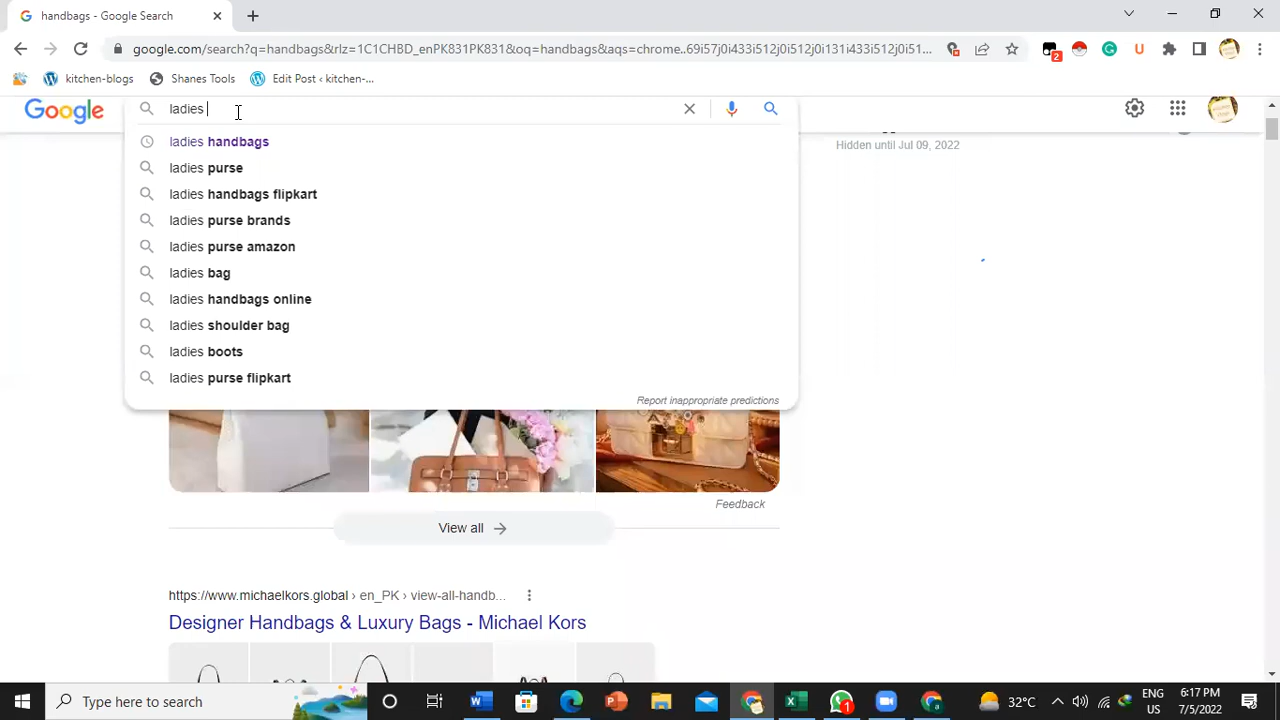 handbags - Google Search
google.com/search?q=handbags&rlz=1C1CHBD_enPK831PK831&oq=handbags&aqs=chrome..69i57j0i433i512j0i512j0i131i433i512j0i51...
2
kitchen-blogs
Shanes Tools
Edit Post ‹ kitchen-...
Google
ladies
Hidden until Jul 09, 2022
ladies handbags
ladies purse
ladies handbags flipkart
ladies purse brands
ladies purse amazon
ladies bag
ladies handbags online
ladies shoulder bag
ladies boots
ladies purse flipkart
Report inappropriate predictions
Feedback
View all
https://www.michaelkors.global › en_PK › view-all-handb...
Designer Handbags & Luxury Bags - Michael Kors
Type here to search
1
32°C
ENG
US
6:17 PM
7/5/2022